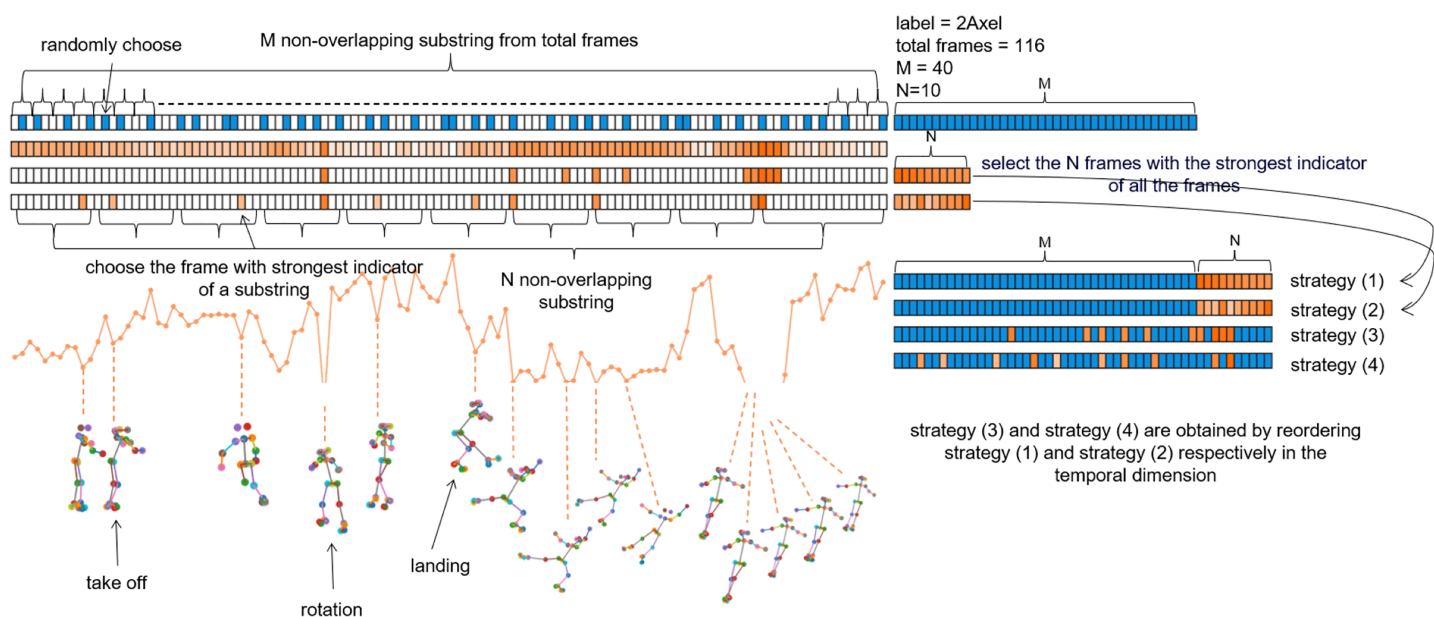 randomly choose
M non-overlapping substring from total frames
label = 2Axel
total frames = 116
M = 40
N=10
M
N
select the N frames with the strongest indicator
of all the frames
choose the frame with strongest indicator
of a substring
N non-overlapping
substring
M
N
strategy (1)
strategy (2)
strategy (3)
strategy (4)
strategy (3) and strategy (4) are obtained by reordering
strategy (1) and strategy (2) respectively in the
temporal dimension
take off
rotation
landing